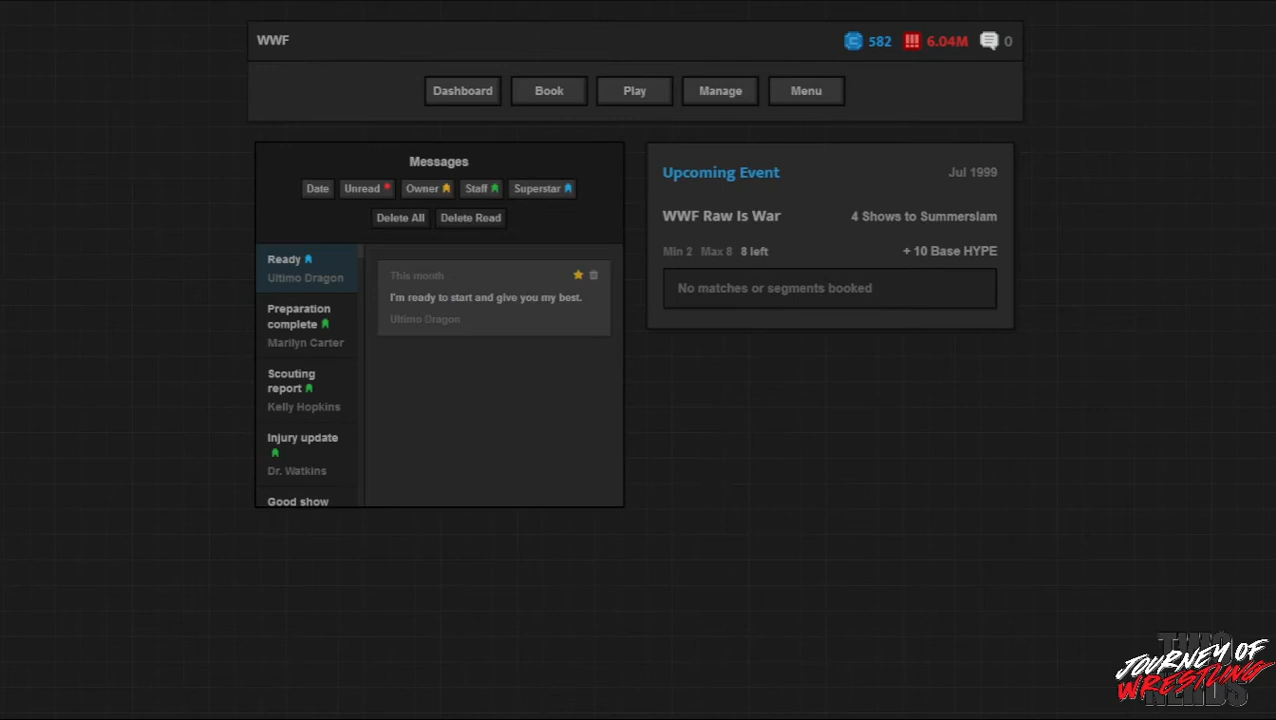 WWF
582
6.04M
0
Dashboard
Book
Play
Manage
Menu
Messages
Date
Unread
Owner
Staff
Superstar
Delete All
Delete Read
Ready
Ultimo Dragon
Preparation
complete
Marilyn Carter
Scouting
report
Kelly Hopkins
Injury update
Dr. Watkins
Good show
This month
I'm ready to start and give you my best.
Ultimo Dragon
Upcoming Event
Jul 1999
WWF Raw Is War
4 Shows to Summerslam
Min 2 Max 8 8 left
+ 10 Base HYPE
No matches or segments booked
JOURNEY OF
WRESTLING
NERDS